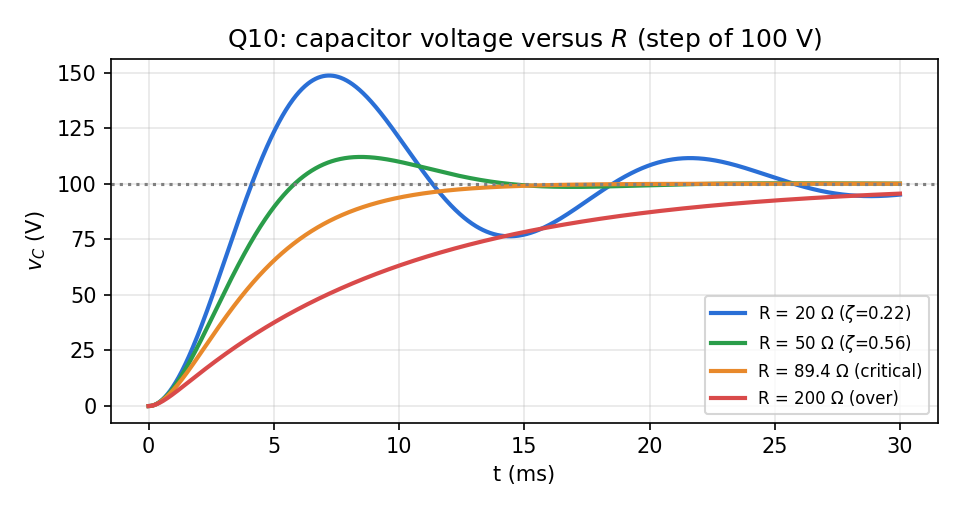 Q10: capacitor voltage versus R (step of 100 V)
150
125
100
75
50
25
0
v_C (V)
R = 20 Ω (ζ=0.22)
R = 50 Ω (ζ=0.56)
R = 89.4 Ω (critical)
R = 200 Ω (over)
0 5 10 15 20 25 30
t (ms)